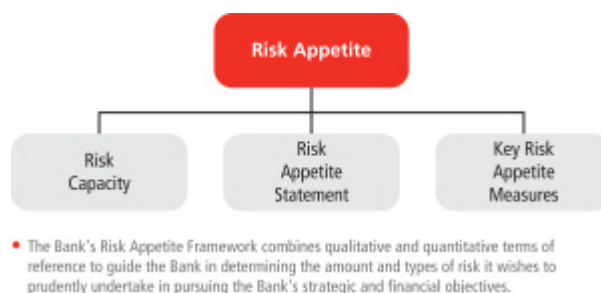 Risk Appetite
Risk
Capacity
Risk
Appetite
Statement
Key Risk
Appetite
Measures
• The Bank's Risk Appetite Framework combines qualitative and quantitative terms of
reference to guide the Bank in determining the amount and types of risk it wishes to
prudently undertake in pursuing the Bank's strategic and financial objectives.